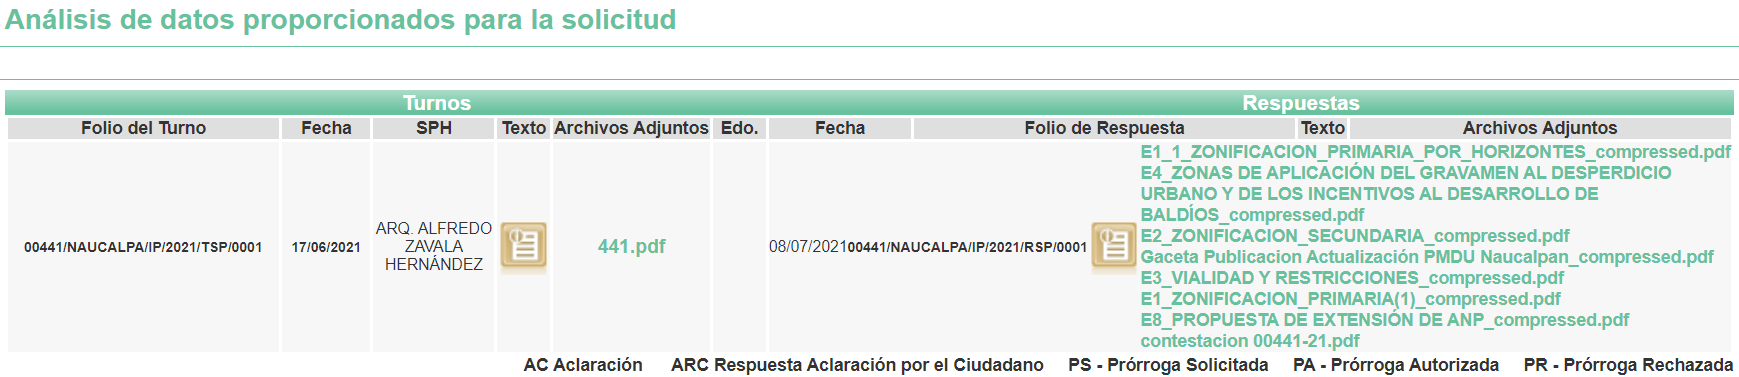 Análisis de datos proporcionados para la solicitud
Turnos Respuestas
Folio del Turno Fecha SPH Texto Archivos Adjuntos Edo. Fecha Folio de Respuesta Texto Archivos Adjuntos
00441/NAUCALPA/IP/2021/TSP/0001
17/06/2021
ARQ. ALFREDO
ZAVALA
HERNÁNDEZ
441.pdf
08/07/2021
00441/NAUCALPA/IP/2021/RSP/0001
E1_1_ZONIFICACION_PRIMARIA_POR_HORIZONTES_compressed.pdf
E4_ZONAS DE APLICACIÓN DEL GRAVAMEN AL DESPERDICIO
URBANO Y DE LOS INCENTIVOS AL DESARROLLO DE
BALDÍOS_compressed.pdf
E2_ZONIFICACION_SECUNDARIA_compressed.pdf
Gaceta Publicacion Actualización PMDU Naucalpan_compressed.pdf
E3_VIALIDAD Y RESTRICCIONES_compressed.pdf
E1_ZONIFICACION_PRIMARIA(1)_compressed.pdf
E8_PROPUESTA DE EXTENSIÓN DE ANP_compressed.pdf
contestacion 00441-21.pdf
AC Aclaración ARC Respuesta Aclaración por el Ciudadano PS - Prórroga Solicitada PA - Prórroga Autorizada PR - Prórroga Rechazada